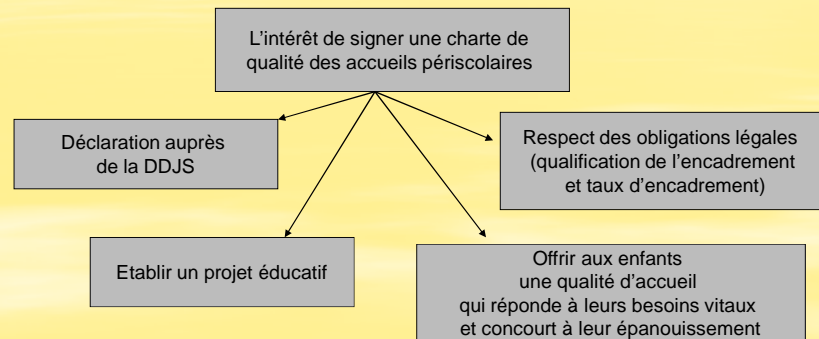 L'intérêt de signer une charte de
qualité des accueils périscolaires
Déclaration auprès
de la DDJS
Respect des obligations légales
(qualification de l'encadrement
et taux d'encadrement)
Etablir un projet éducatif
Offrir aux enfants
une qualité d'accueil
qui réponde à leurs besoins vitaux
et concourt à leur épanouissement